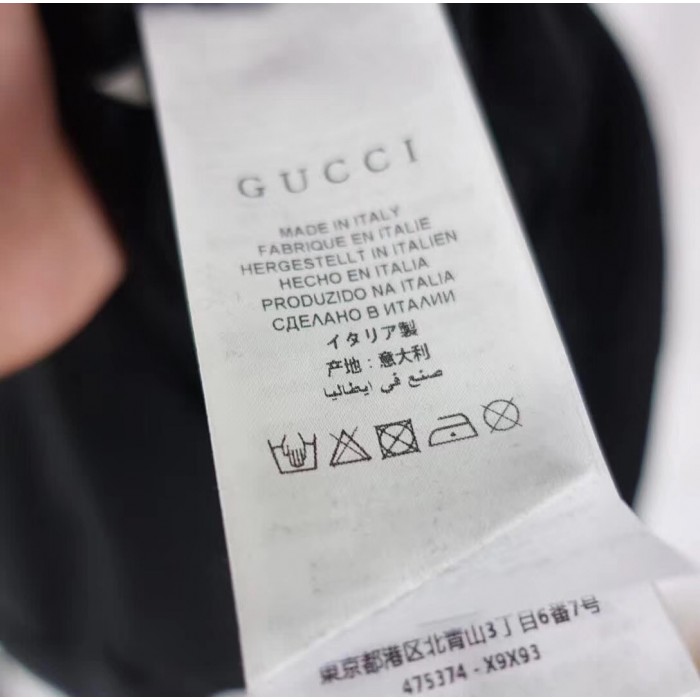 GUCCI
MADE IN ITALY
FABRIQUE EN ITALIE
HERGESTELLT IN ITALIEN
HECHO EN ITALIA
PRODUZIDO NA ITALIA
СДЕЛАНО В ИТАЛИИ
イタリア製
产地：意大利
صنع في ايطاليا
東京都港区北青山3丁目6番7号
475374 - X9X93